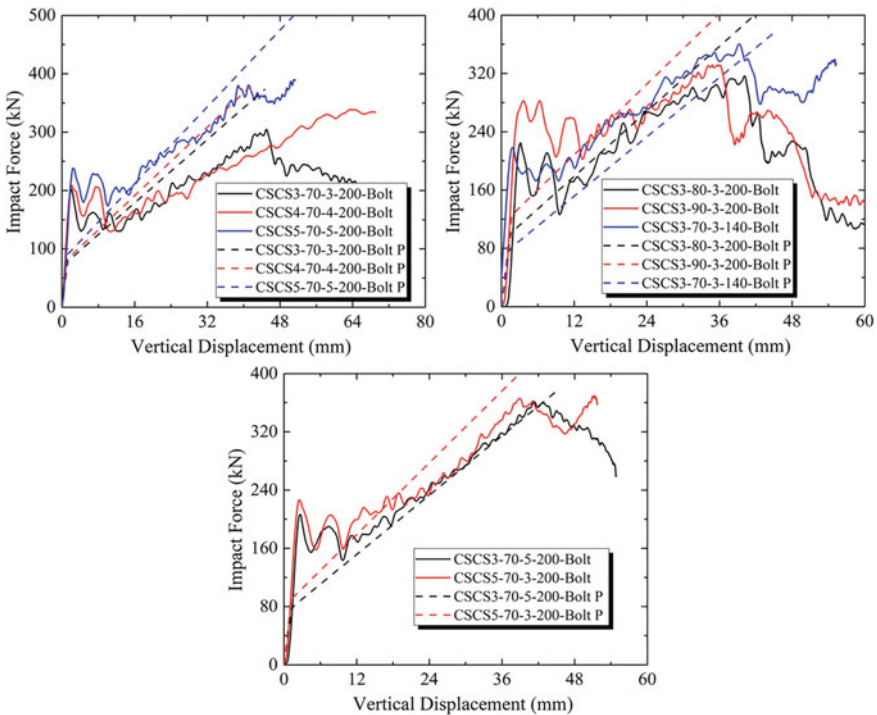 500
400
300
200
100
0
Impact Force (kN)
0 16 32 48 64 80
Vertical Displacement (mm)
CSCS3-70-3-200-Bolt
CSCS4-70-4-200-Bolt
CSCS5-70-5-200-Bolt
CSCS3-70-3-200-Bolt P
CSCS4-70-4-200-Bolt P
CSCS5-70-5-200-Bolt P
400
320
240
160
80
0
Impact Force (kN)
0 12 24 36 48 60
Vertical Displacement (mm)
CSCS3-80-3-200-Bolt
CSCS3-90-3-200-Bolt
CSCS3-70-3-140-Bolt
CSCS3-80-3-200-Bolt P
CSCS3-90-3-200-Bolt P
CSCS3-70-3-140-Bolt P
400
320
240
160
80
0
Impact Force (kN)
0 12 24 36 48 60
Vertical Displacement (mm)
CSCS3-70-5-200-Bolt
CSCS5-70-3-200-Bolt
CSCS3-70-5-200-Bolt P
CSCS5-70-3-200-Bolt P